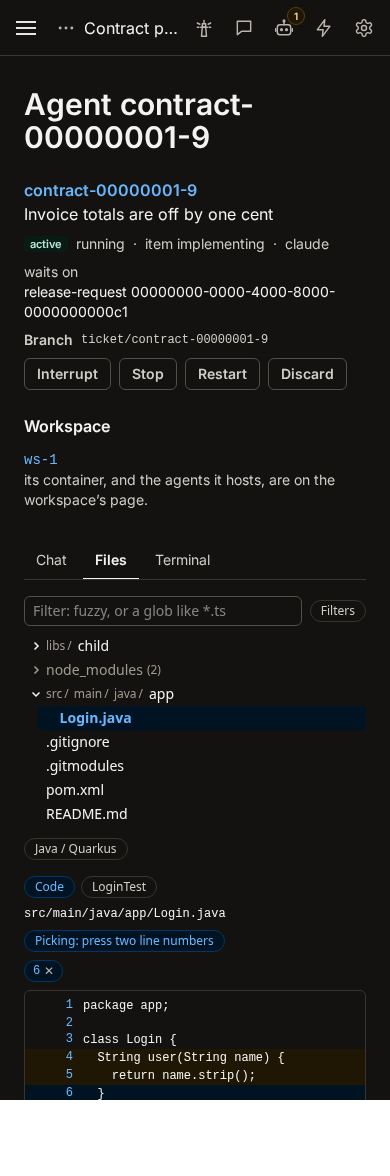 Contract p...
1
Agent contract-
00000001-9
contract-00000001-9
Invoice totals are off by one cent
active running · item implementing · claude
waits on
release-request 00000000-0000-4000-8000-
0000000000c1
Branch ticket/contract-00000001-9
Interrupt Stop Restart Discard
Workspace
ws-1
its container, and the agents it hosts, are on the
workspace’s page.
Chat Files Terminal
Filter: fuzzy, or a glob like *.ts Filters
libs/ child
node_modules (2)
src/ main/ java/ app
Login.java
.gitignore
.gitmodules
pom.xml
README.md
Java / Quarkus
Code LoginTest
src/main/java/app/Login.java
Picking: press two line numbers
6 ×
1 package app;
2
3 class Login {
4 String user(String name) {
5 return name.strip();
6 }